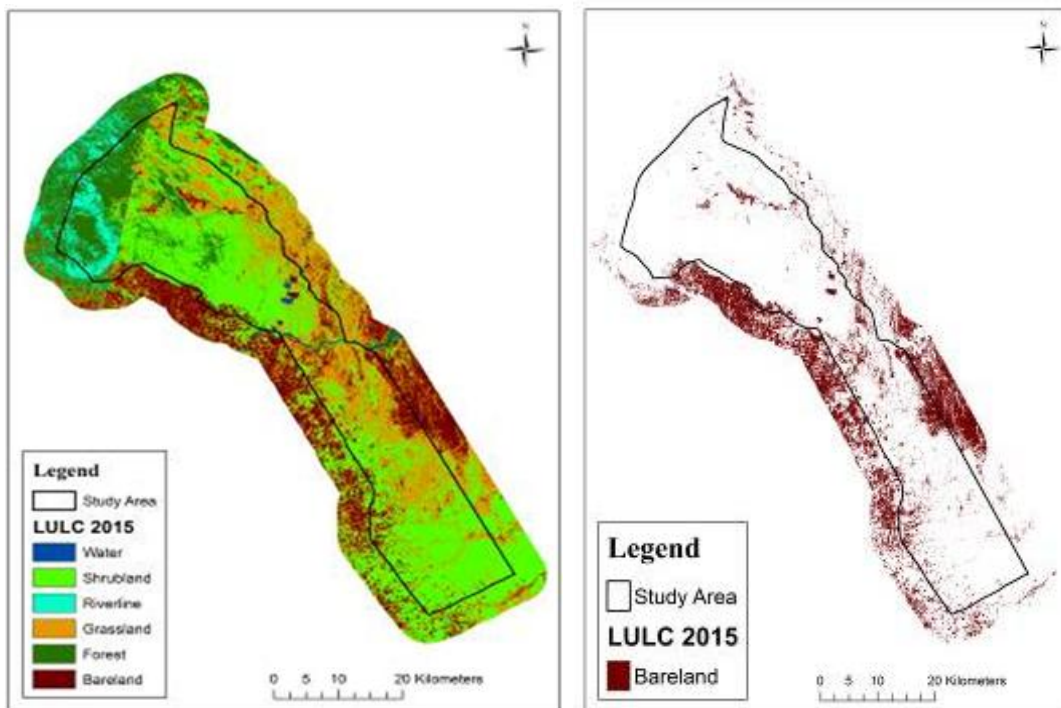 N
Legend
Study Area
LULC 2015
Water
Shrubland
Riverline
Grassland
Forest
Bareland
0 5 10 20 Kilometers
N
Legend
Study Area
LULC 2015
Bareland
0 5 10 20 Kilometers